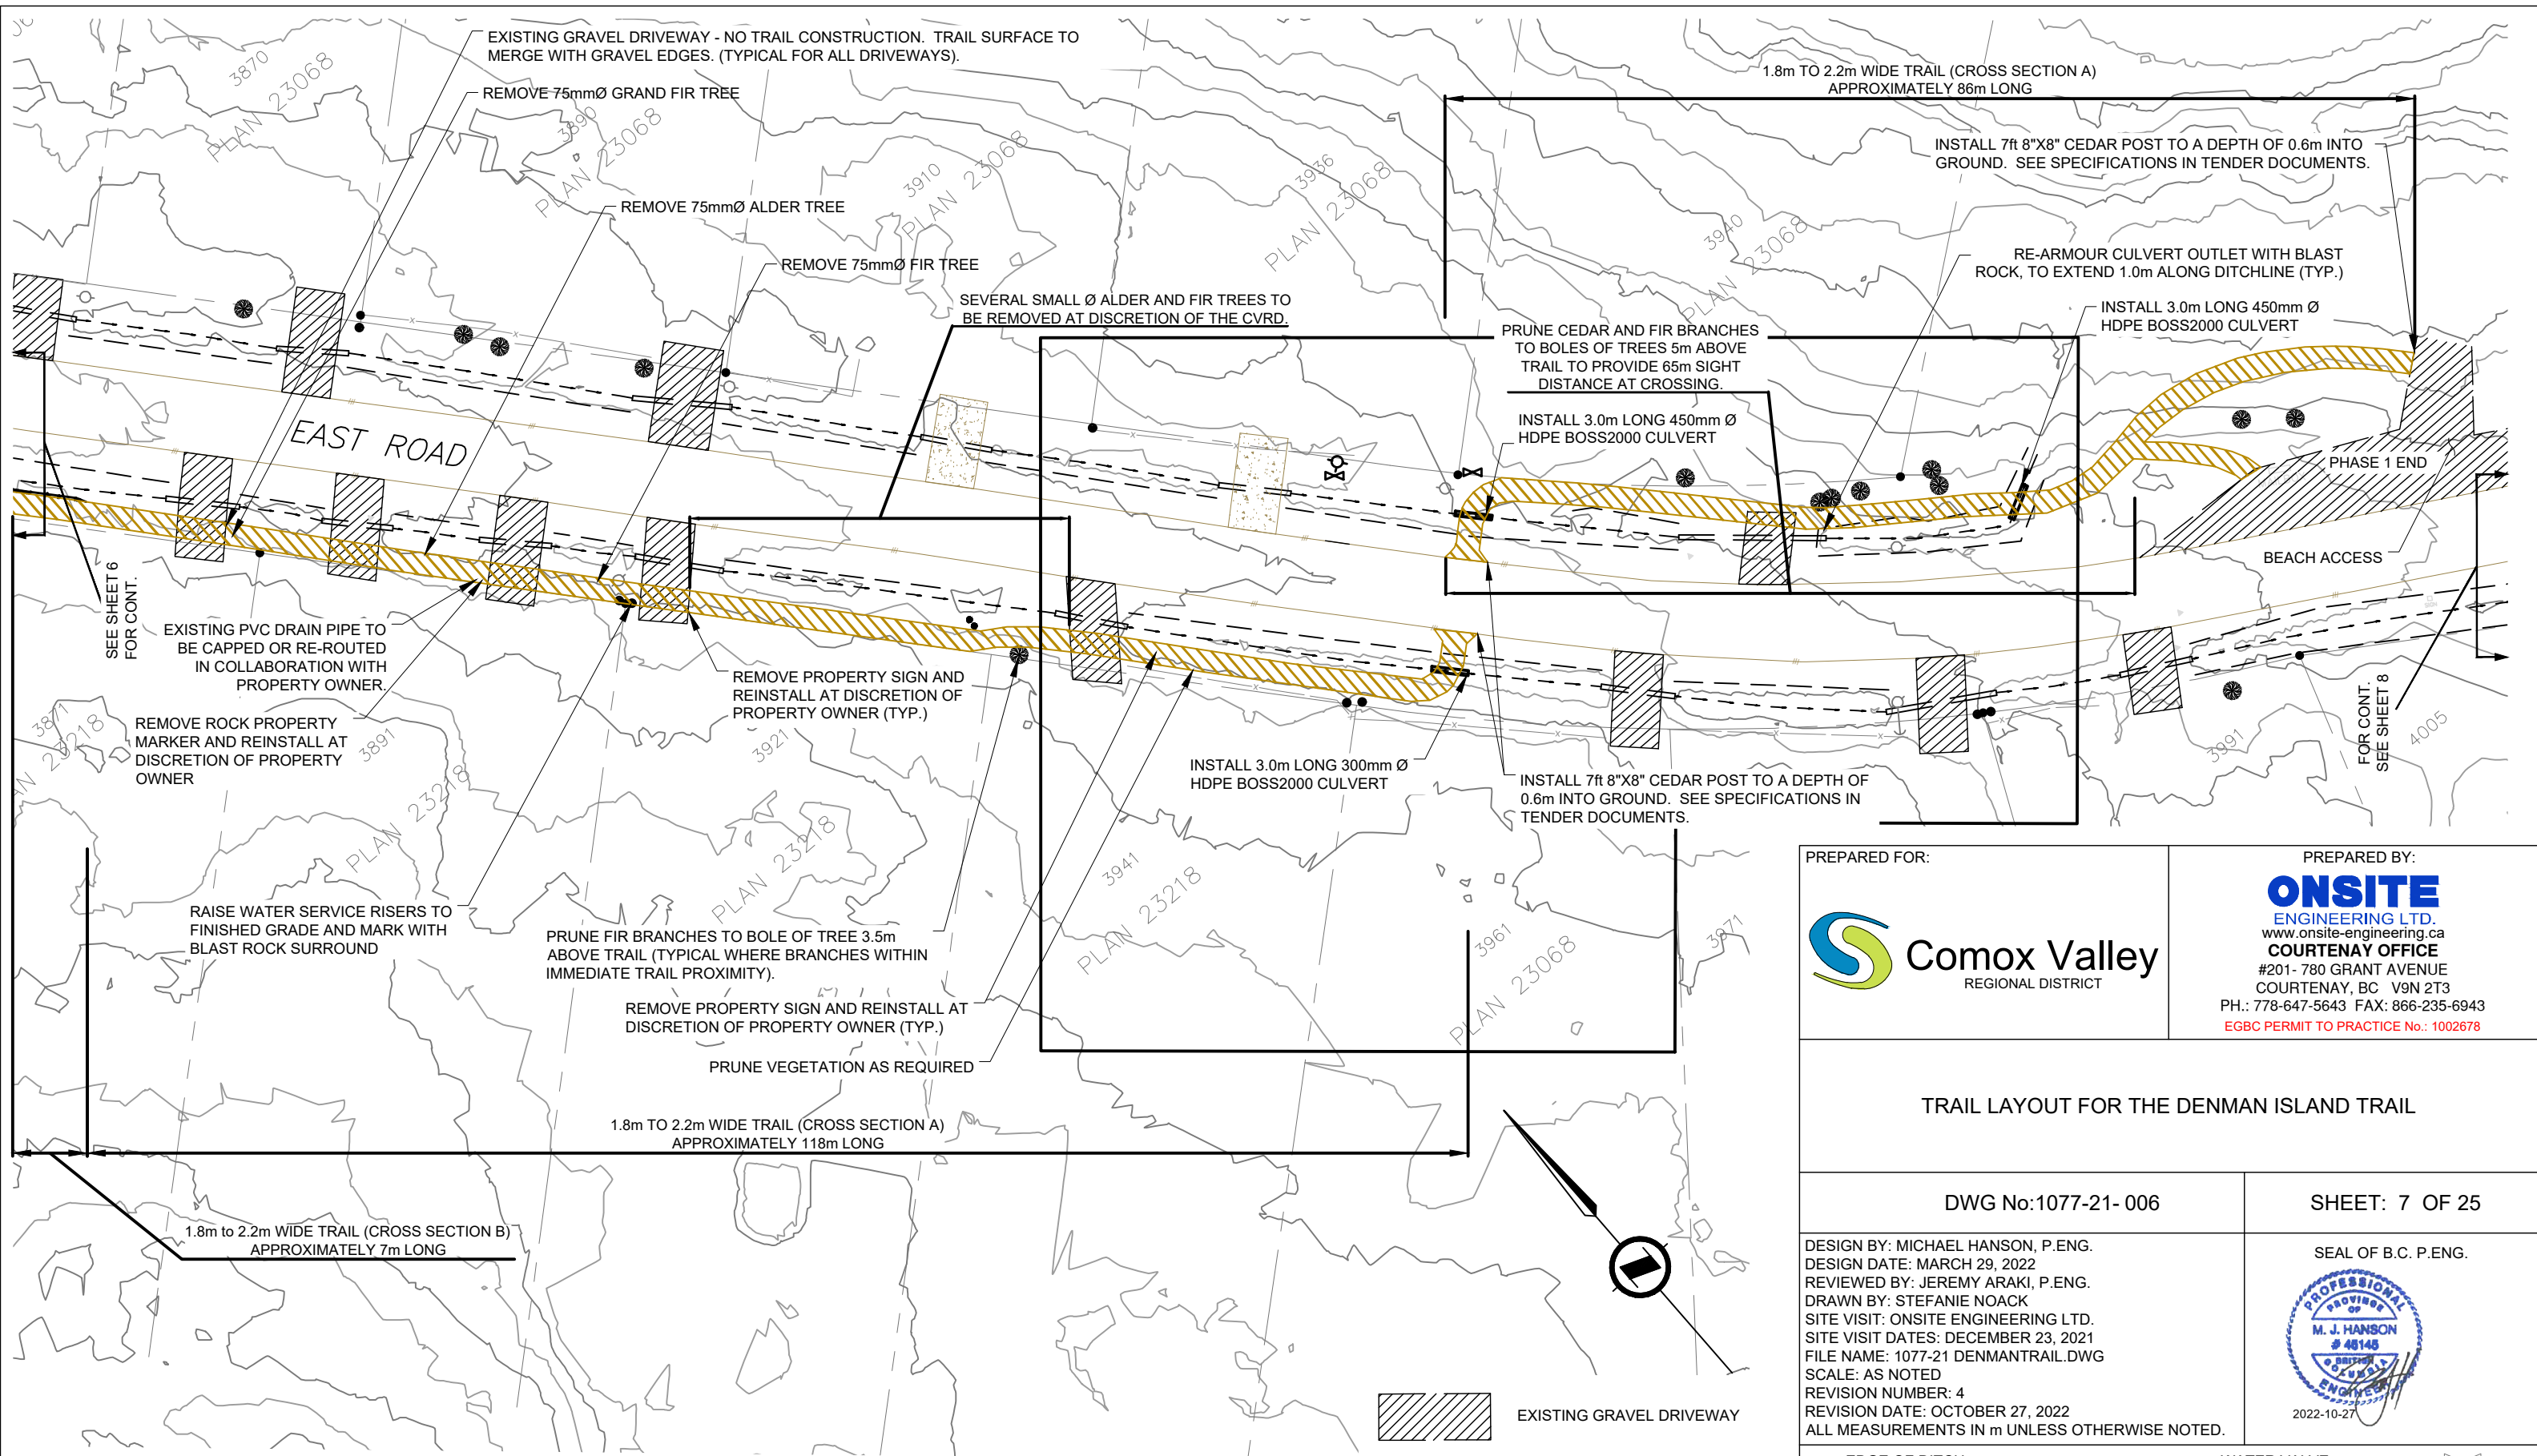 EXISTING GRAVEL DRIVEWAY - NO TRAIL CONSTRUCTION. TRAIL SURFACE TO
MERGE WITH GRAVEL EDGES. (TYPICAL FOR ALL DRIVEWAYS).
REMOVE 75mmØ GRAND FIR TREE
REMOVE 75mmØ ALDER TREE
REMOVE 75mmØ FIR TREE
SEVERAL SMALL Ø ALDER AND FIR TREES TO
BE REMOVED AT DISCRETION OF THE CVRD.
1.8m TO 2.2m WIDE TRAIL (CROSS SECTION A)
APPROXIMATELY 86m LONG
INSTALL 7ft 8"X8" CEDAR POST TO A DEPTH OF 0.6m INTO
GROUND. SEE SPECIFICATIONS IN TENDER DOCUMENTS.
RE-ARMOUR CULVERT OUTLET WITH BLAST
ROCK, TO EXTEND 1.0m ALONG DITCHLINE (TYP.)
INSTALL 3.0m LONG 450mm Ø
HDPE BOSS2000 CULVERT
PRUNE CEDAR AND FIR BRANCHES
TO BOLES OF TREES 5m ABOVE
TRAIL TO PROVIDE 65m SIGHT
DISTANCE AT CROSSING.
INSTALL 3.0m LONG 450mm Ø
HDPE BOSS2000 CULVERT
3870
PLAN 23068
3890
PLAN 23068
3910
PLAN 23068
3936
PLAN 23068
3940
PLAN 23068
EAST ROAD
PHASE 1 END
BEACH ACCESS
SEE SHEET 6
FOR CONT.
FOR CONT.
SEE SHEET 8
EXISTING PVC DRAIN PIPE TO
BE CAPPED OR RE-ROUTED
IN COLLABORATION WITH
PROPERTY OWNER.
REMOVE ROCK PROPERTY
MARKER AND REINSTALL AT
DISCRETION OF PROPERTY
OWNER
REMOVE PROPERTY SIGN AND
REINSTALL AT DISCRETION OF
PROPERTY OWNER (TYP.)
INSTALL 3.0m LONG 300mm Ø
HDPE BOSS2000 CULVERT
INSTALL 7ft 8"X8" CEDAR POST TO A DEPTH OF
0.6m INTO GROUND. SEE SPECIFICATIONS IN
TENDER DOCUMENTS.
3871
PLAN 23218
3891
PLAN 23218
3921
PLAN 23218
3941
PLAN 23218
3961
PLAN 23068
3971
3991
4005
RAISE WATER SERVICE RISERS TO
FINISHED GRADE AND MARK WITH
BLAST ROCK SURROUND
PRUNE FIR BRANCHES TO BOLE OF TREE 3.5m
ABOVE TRAIL (TYPICAL WHERE BRANCHES WITHIN
IMMEDIATE TRAIL PROXIMITY).
REMOVE PROPERTY SIGN AND REINSTALL AT
DISCRETION OF PROPERTY OWNER (TYP.)
PRUNE VEGETATION AS REQUIRED
1.8m TO 2.2m WIDE TRAIL (CROSS SECTION A)
APPROXIMATELY 118m LONG
1.8m to 2.2m WIDE TRAIL (CROSS SECTION B)
APPROXIMATELY 7m LONG
EXISTING GRAVEL DRIVEWAY
PREPARED FOR:
Comox Valley
REGIONAL DISTRICT
PREPARED BY:
ONSITE
ENGINEERING LTD.
www.onsite-engineering.ca
COURTENAY OFFICE
#201- 780 GRANT AVENUE
COURTENAY, BC V9N 2T3
PH.: 778-647-5643 FAX: 866-235-6943
EGBC PERMIT TO PRACTICE No.: 1002678
TRAIL LAYOUT FOR THE DENMAN ISLAND TRAIL
DWG No:1077-21- 006
SHEET: 7 OF 25
DESIGN BY: MICHAEL HANSON, P.ENG.
DESIGN DATE: MARCH 29, 2022
REVIEWED BY: JEREMY ARAKI, P.ENG.
DRAWN BY: STEFANIE NOACK
SITE VISIT: ONSITE ENGINEERING LTD.
SITE VISIT DATES: DECEMBER 23, 2021
FILE NAME: 1077-21 DENMANTRAIL.DWG
SCALE: AS NOTED
REVISION NUMBER: 4
REVISION DATE: OCTOBER 27, 2022
ALL MEASUREMENTS IN m UNLESS OTHERWISE NOTED.
SEAL OF B.C. P.ENG.
PROFESSIONAL
PROVINCE
OF
M. J. HANSON
# 45145
BRITISH
COLUMBIA
ENGINEER
2022-10-27